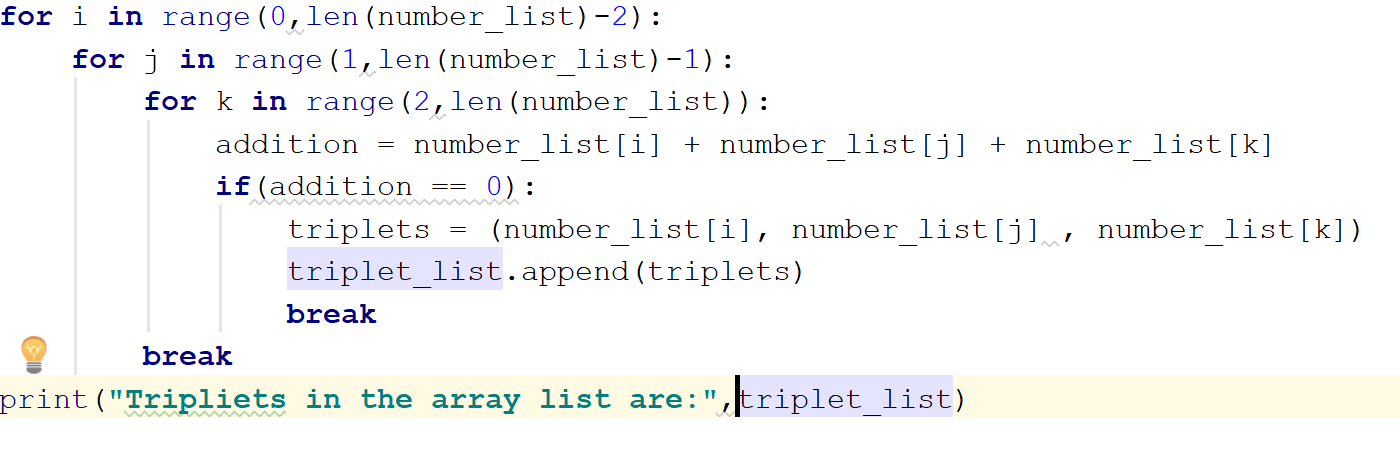 for i in range(0,len(number_list)-2):
    for j in range(1,len(number_list)-1):
        for k in range(2,len(number_list)):
            addition = number_list[i] + number_list[j] + number_list[k]
            if(addition == 0):
                triplets = (number_list[i], number_list[j] , number_list[k])
                triplet_list.append(triplets)
                break
        break
print("Tripliets in the array list are:",triplet_list)